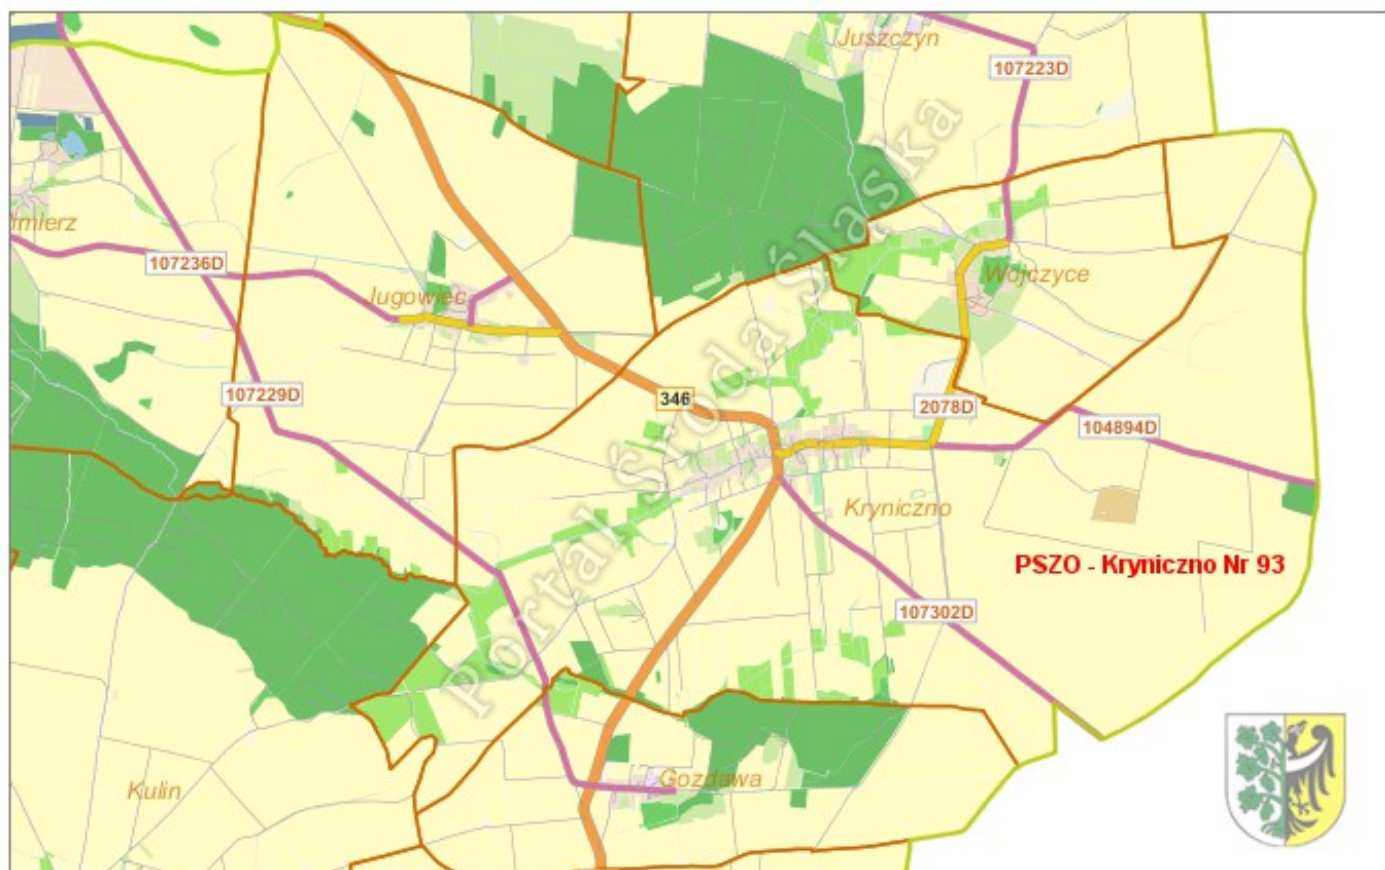 Juszczyn
107223D
imierz
107236D
Jugowiec
Wojczyce
107229D
346
2078D
104894D
Kryniczno
PSZO - Kryniczno Nr 93
107302D
Gozdawa
Kulin
Portal Środa Śląska